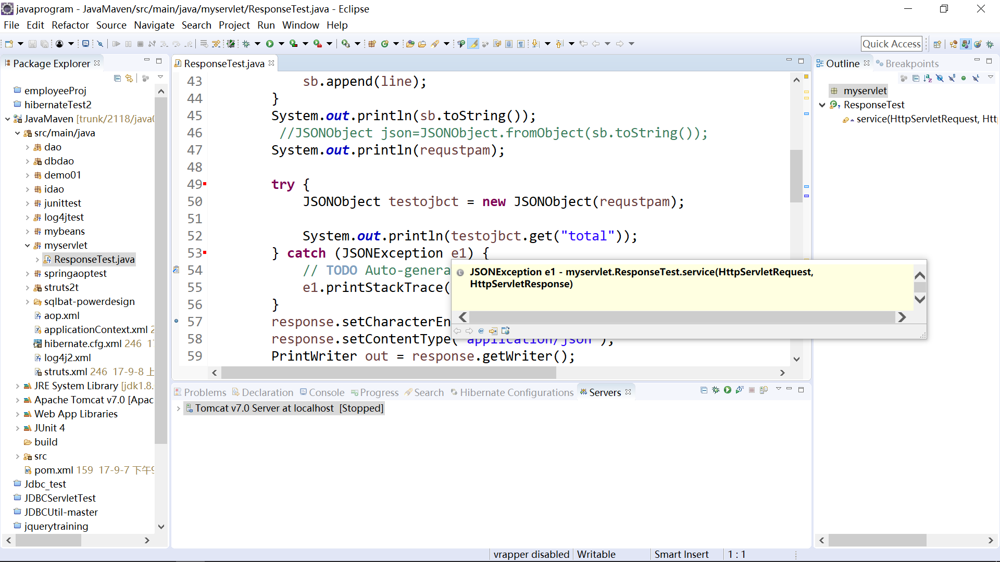 javaprogram - JavaMaven/src/main/java/myservlet/ResponseTest.java - Eclipse
File Edit Refactor Source Navigate Search Project Run Window Help
Quick Access
Package Explorer
employeeProj
hibernateTest2
JavaMaven [trunk/2118/java
src/main/java
dao
dbdao
demo01
idao
junittest
log4jtest
mybeans
myservlet
ResponseTest.java
springaoptest
struts2t
sqlbat-powerdesign
aop.xml
applicationContext.xml 2
hibernate.cfg.xml 246 1
log4j2.xml
struts.xml 246 17-9-8 上
JRE System Library [jdk1.8.
Apache Tomcat v7.0 [Apac
Web App Libraries
JUnit 4
build
src
pom.xml 159 17-9-7 下午9
Jdbc_test
JDBCServletTest
JDBCUtil-master
jquerytraining
ResponseTest.java
43 sb.append(line);
44 }
45 System.out.println(sb.toString());
46 //JSONObject json=JSONObject.fromObject(sb.toString());
47 System.out.println(requstpam);
48
49 try {
50 JSONObject testojbct = new JSONObject(requstpam);
51
52 System.out.println(testojbct.get("total"));
53 } catch (JSONException e1) {
54 // TODO Auto-genera
55 e1.printStackTrace(
56 }
57 response.setCharacterEn
58 response.setContentType("application/json");
59 PrintWriter out = response.getWriter();
JSONException e1 - myservlet.ResponseTest.service(HttpServletRequest,
HttpServletResponse)
Problems Declaration Console Progress Search Hibernate Configurations Servers
Tomcat v7.0 Server at localhost [Stopped]
Outline Breakpoints
myservlet
ResponseTest
service(HttpServletRequest, Htt
vrapper disabled Writable Smart Insert 1 : 1